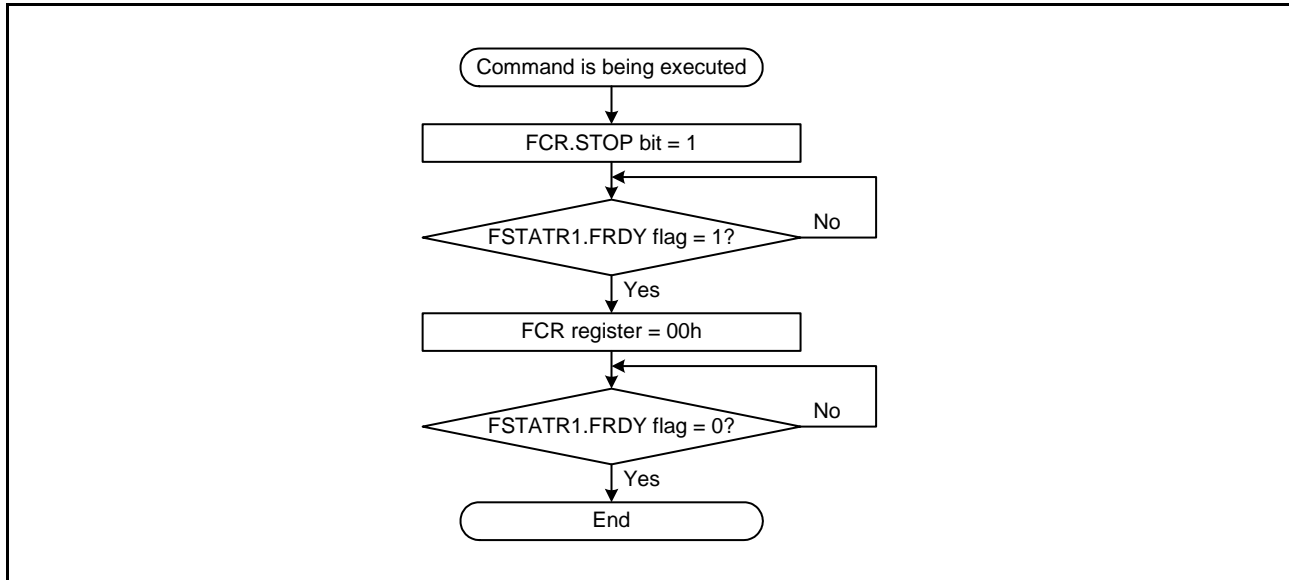 Command is being executed
FCR.STOP bit = 1
FSTATR1.FRDY flag = 1?
No
Yes
FCR register = 00h
FSTATR1.FRDY flag = 0?
No
Yes
End